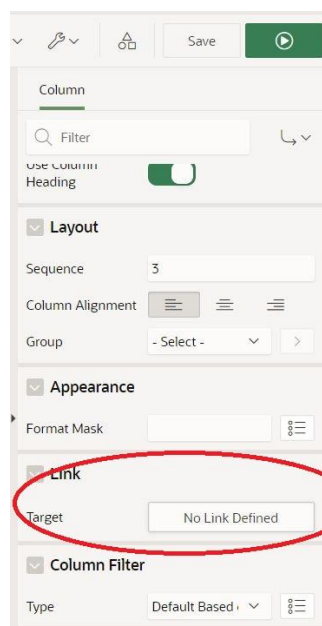 Save
Column
Filter
Use Column
Heading
Layout
Sequence 3
Column Alignment
Group - Select -
Appearance
Format Mask
Link
Target No Link Defined
Column Filter
Type Default Based